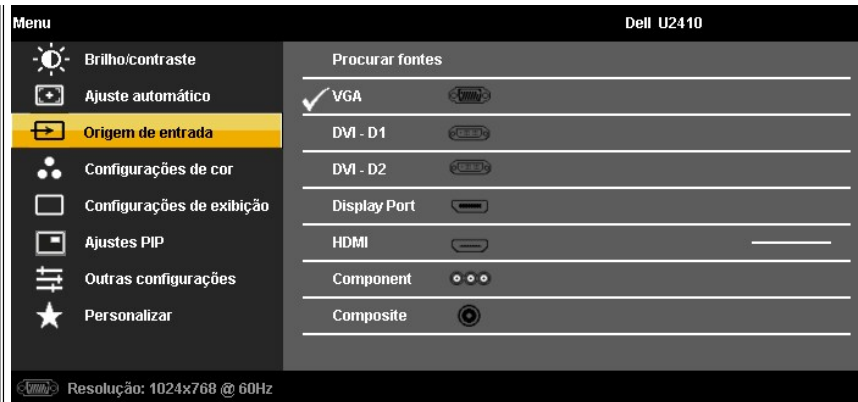 Menu
Dell U2410
Brilho/contraste
Ajuste automático
Origem de entrada
Configurações de cor
Configurações de exibição
Ajustes PIP
Outras configurações
Personalizar
Procurar fontes
VGA
DVI - D1
DVI - D2
Display Port
HDMI
Component
Composite
Resolução: 1024x768 @ 60Hz